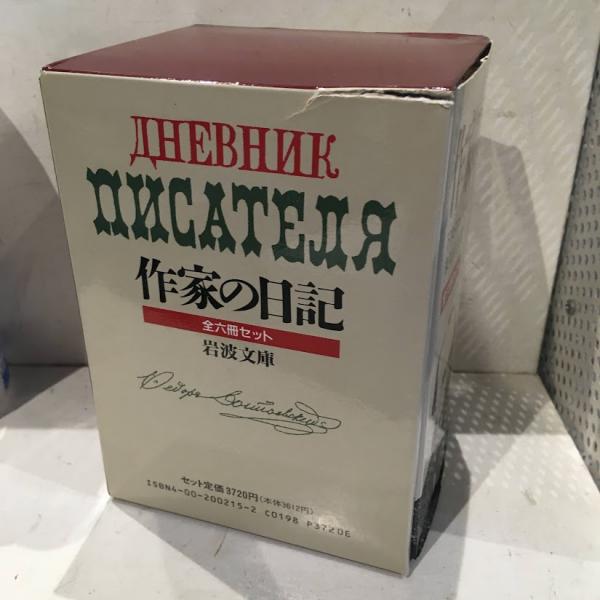 ДНЕВНИК
ПИСАТЕЛЯ
作家の日記
全六冊セット
岩波文庫
Ѳедоръ Достоевскій
セット定価3720円(本体3612円)
ISBN4-00-200215-2 C0198 P3720E